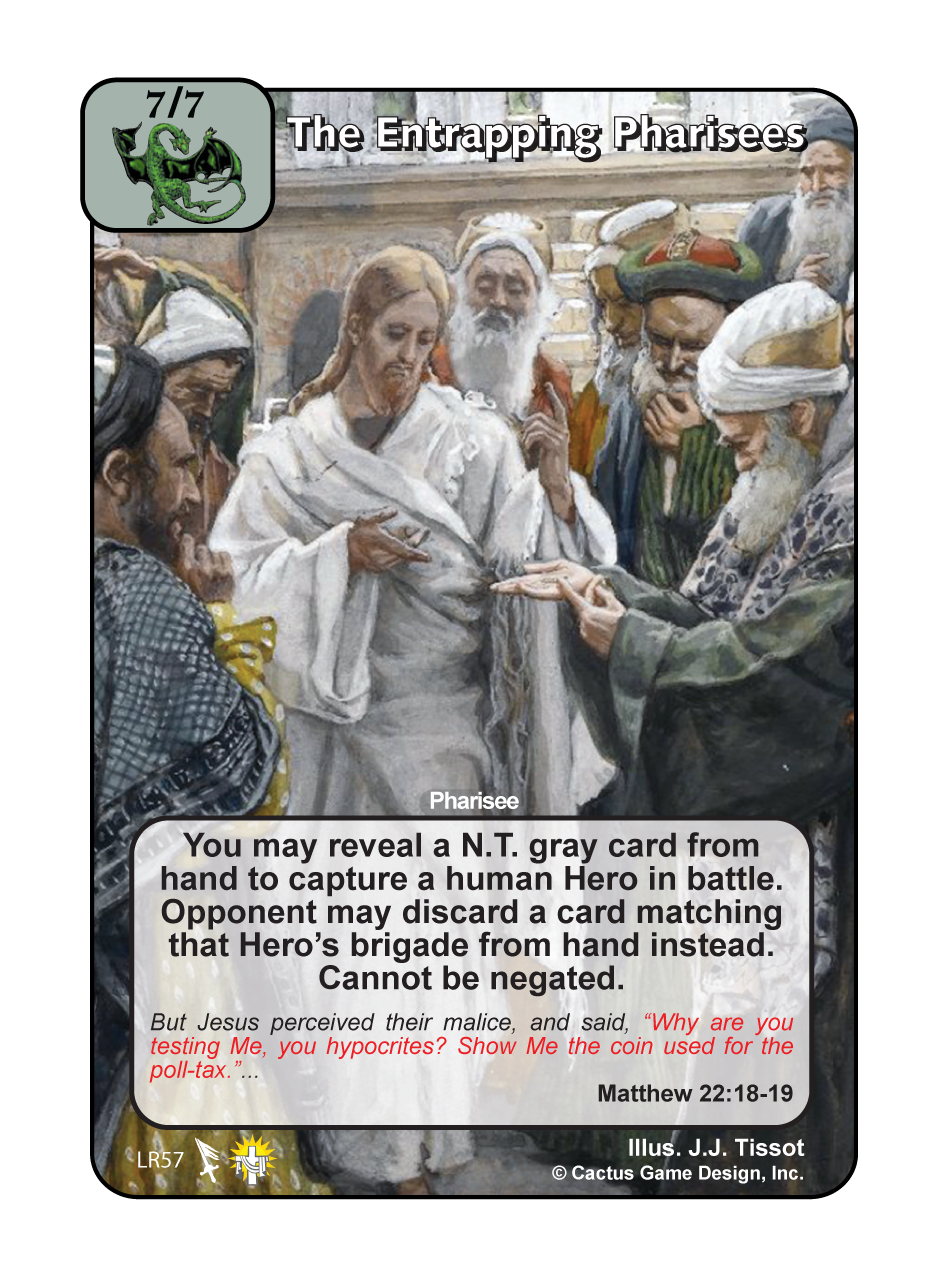 7/7
The Entrapping Pharisees
Pharisee
You may reveal a N.T. gray card from
hand to capture a human Hero in battle.
Opponent may discard a card matching
that Hero’s brigade from hand instead.
Cannot be negated.
But Jesus perceived their malice, and said, “Why are you
testing Me, you hypocrites? Show Me the coin used for the
poll-tax.”...
Matthew 22:18-19
LR57
Illus. J.J. Tissot
© Cactus Game Design, Inc.